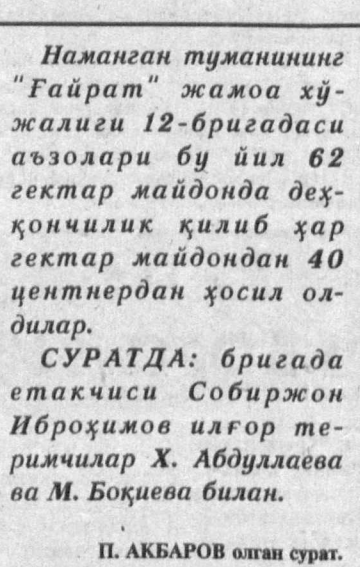 Наманган туманининг
"Ғайрат" жамоа хў-
жалиги 12-бригадаси
аъзолари бу йил 62
гектар майдонда деҳ-
қончилик қилиб ҳар
гектар майдондан 40
центнердан ҳосил ол-
дилар.
СУРАТДА: бригада
етакчиси Собиржон
Иброҳимов илғор те-
римчилар Х. Абдуллаева
ва М. Боқиева билан.
П. АКБАРОВ олган сурат.